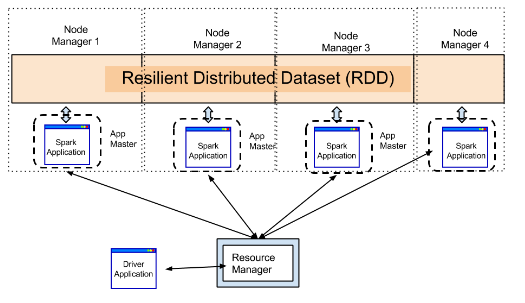 Node
Manager 1
Node
Manager 2
Node
Manager 3
Node
Manager 4
Resilient Distributed Dataset (RDD)
Spark
Application
App
Master
Spark
Application
App
Master
Spark
Application
App
Master
Spark
Application
Driver
Application
Resource
Manager